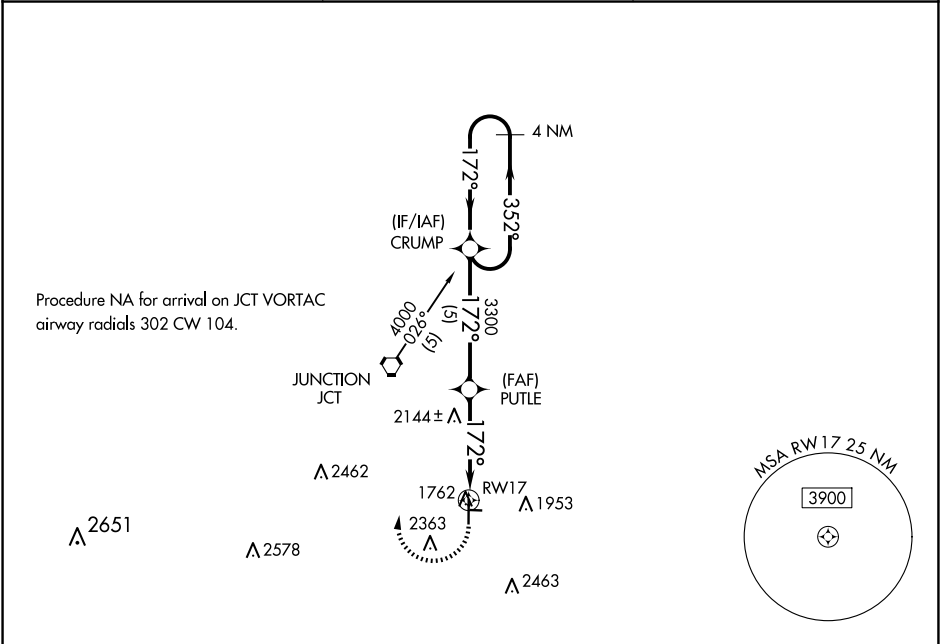 4 NM
172°
352°
(IF/IAF)
CRUMP
Procedure NA for arrival on JCT VORTAC
airway radials 302 CW 104.
4000
026°
(5)
3300
172°
(5)
JUNCTION
JCT
(FAF)
PUTLE
2144±
172°
2462
1762
RW17
1953
2363
2651
2578
2463
MSA RW17 25 NM
3900